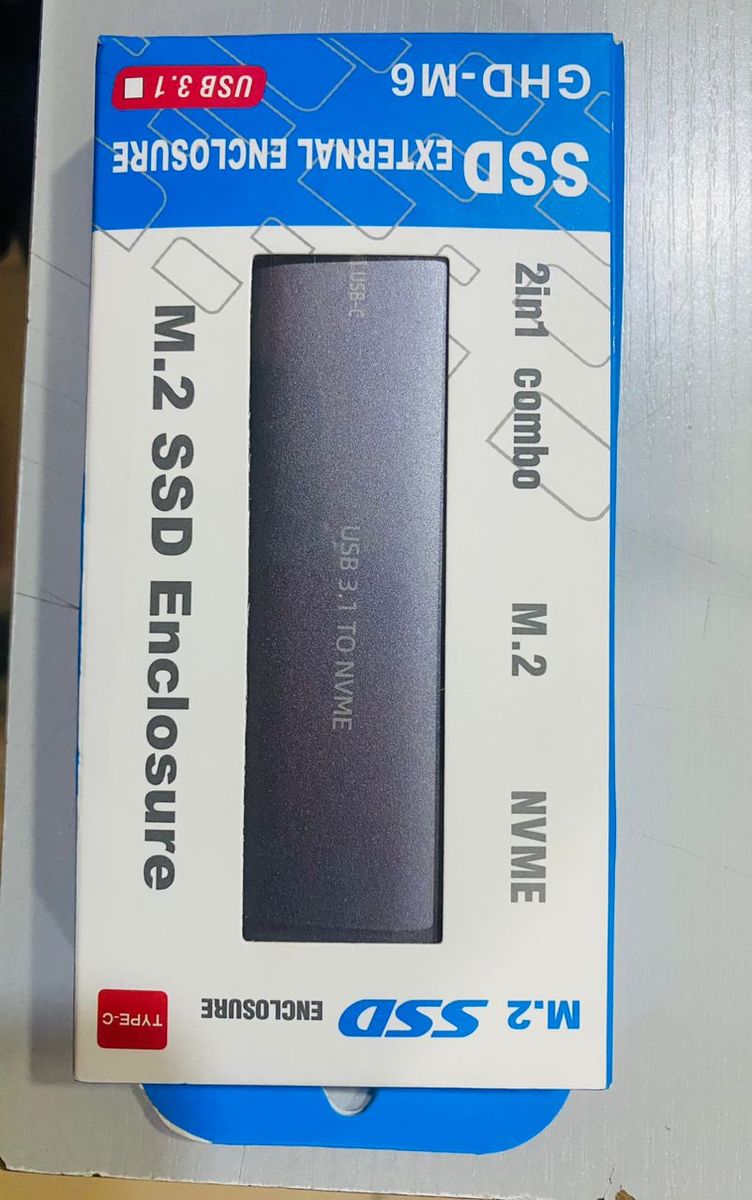 GHD-M6
USB 3.1
SSD EXTERNAL ENCLOSURE
2in1 combo M.2 NVME
USB-C
USB 3.1 TO NVME
M.2 SSD Enclosure
M.2 SSD ENCLOSURE
TYPE-C